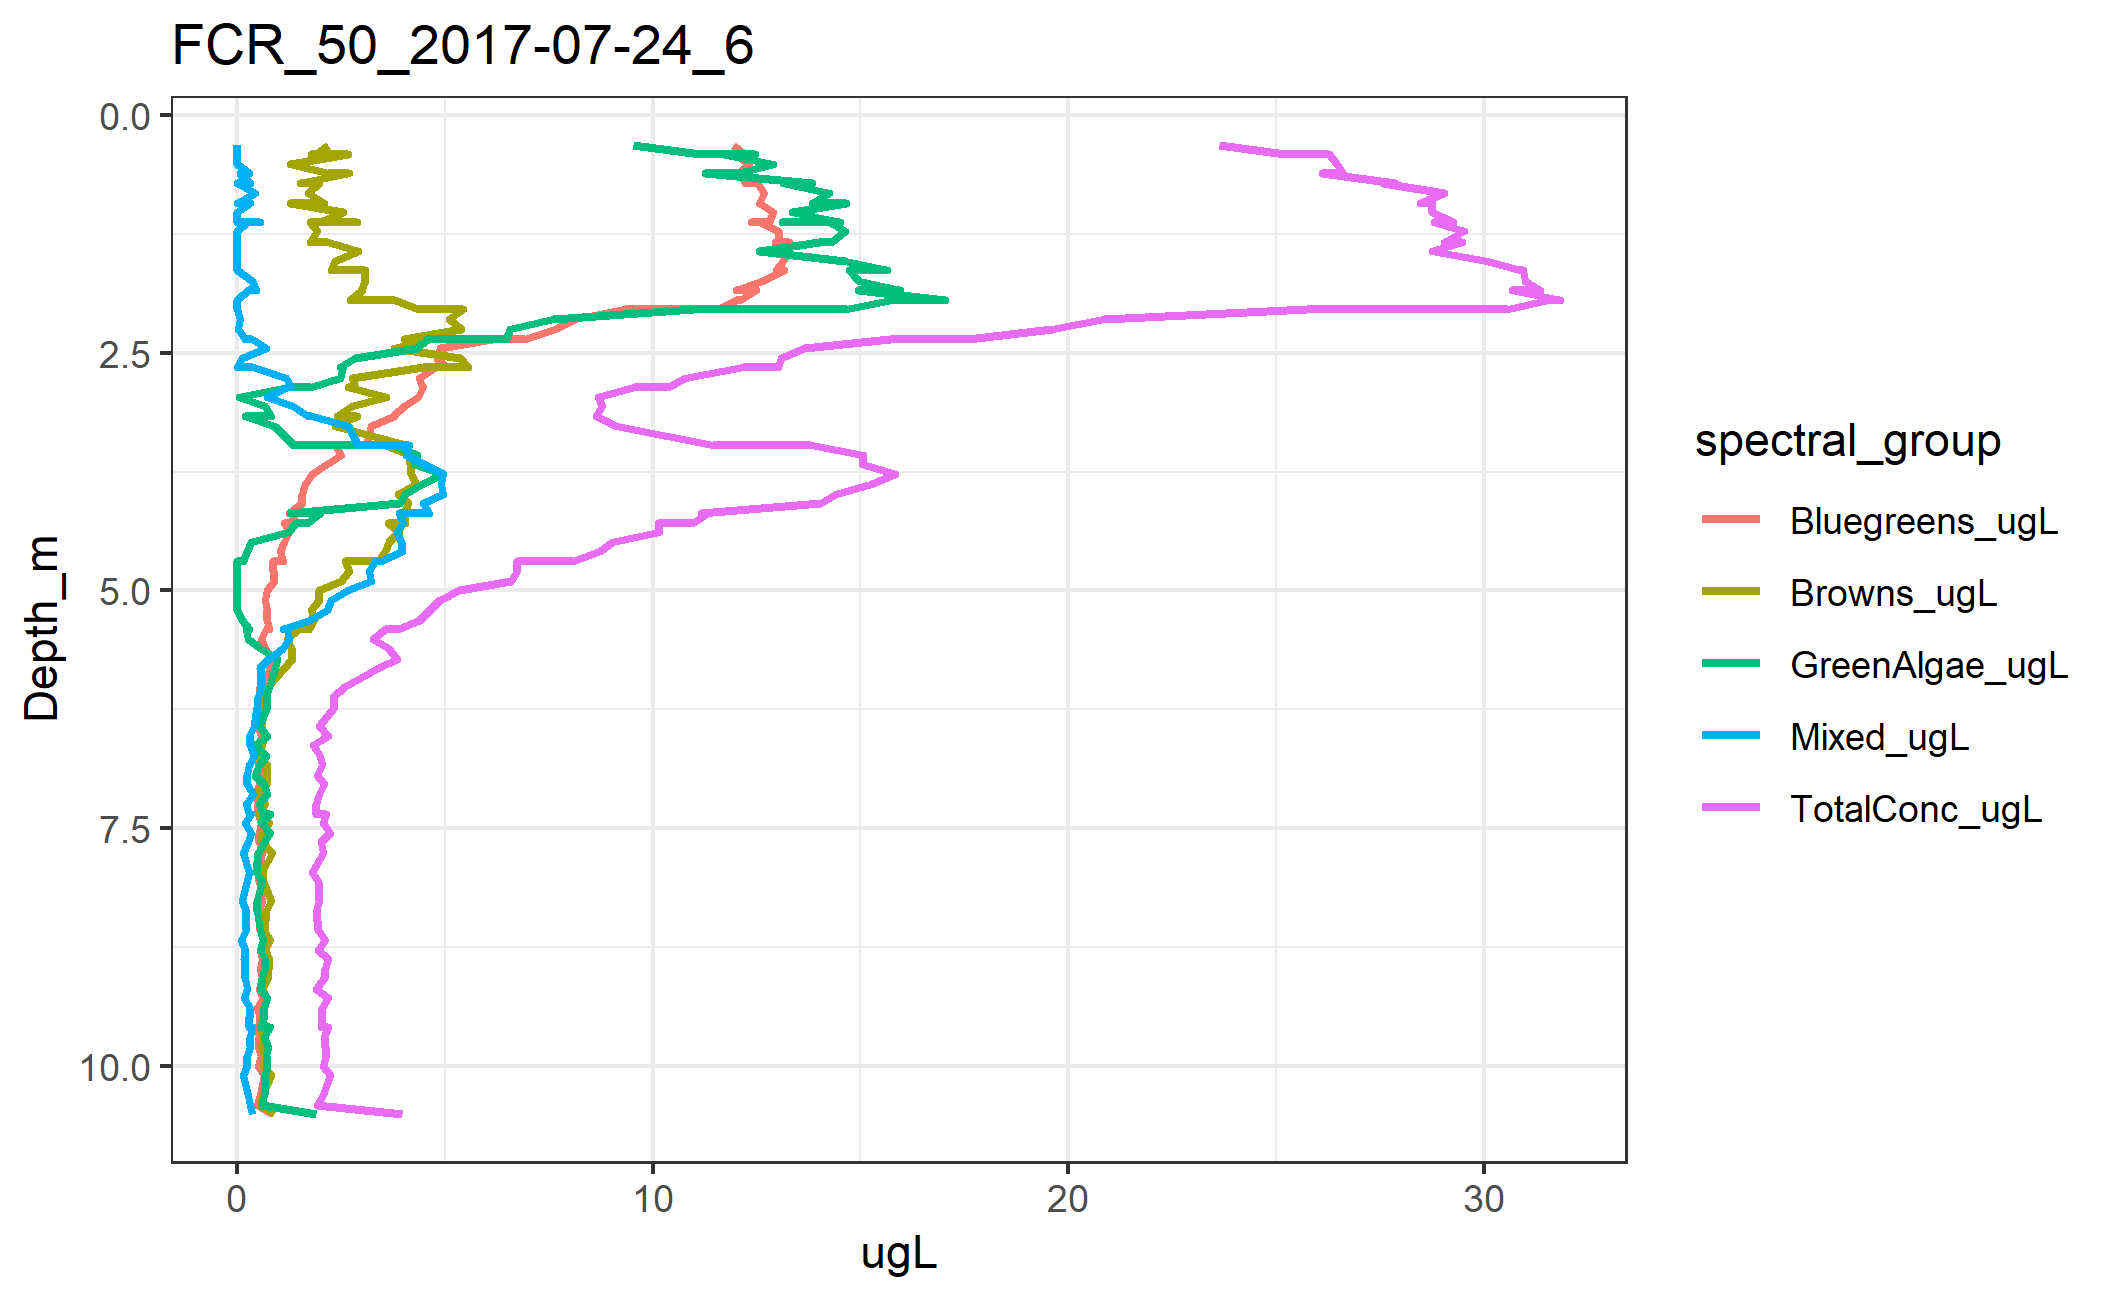 FCR_50_2017-07-24_6
0.0
2.5
5.0
7.5
10.0
Depth_m
0 10 20 30
ugL
spectral_group
Bluegreens_ugL
Browns_ugL
GreenAlgae_ugL
Mixed_ugL
TotalConc_ugL